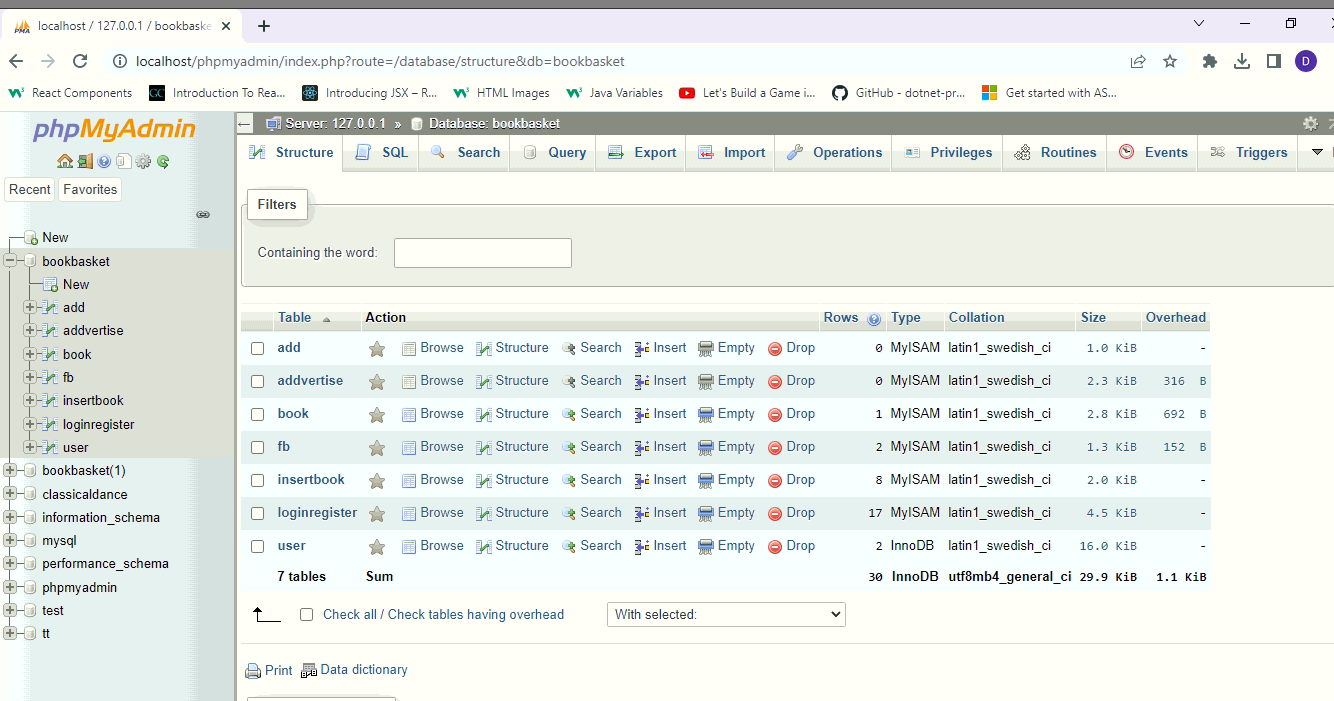 localhost / 127.0.0.1 / bookbaske
localhost/phpmyadmin/index.php?route=/database/structure&db=bookbasket
D
React Components
Introduction To Rea...
Introducing JSX – R...
HTML Images
Java Variables
Let's Build a Game i...
GitHub - dotnet-pr...
Get started with AS...
phpMyAdmin
Recent Favorites
New
bookbasket
New
add
addvertise
book
fb
insertbook
loginregister
user
bookbasket(1)
classicaldance
information_schema
mysql
performance_schema
phpmyadmin
test
tt
Server: 127.0.0.1 » Database: bookbasket
Structure SQL Search Query Export Import Operations Privileges Routines Events Triggers
Filters
Containing the word:
Table Action Rows Type Collation Size Overhead
add Browse Structure Search Insert Empty Drop 0 MyISAM latin1_swedish_ci 1.0 KiB -
addvertise Browse Structure Search Insert Empty Drop 0 MyISAM latin1_swedish_ci 2.3 KiB 316 B
book Browse Structure Search Insert Empty Drop 1 MyISAM latin1_swedish_ci 2.8 KiB 692 B
fb Browse Structure Search Insert Empty Drop 2 MyISAM latin1_swedish_ci 1.3 KiB 152 B
insertbook Browse Structure Search Insert Empty Drop 8 MyISAM latin1_swedish_ci 2.0 KiB -
loginregister Browse Structure Search Insert Empty Drop 17 MyISAM latin1_swedish_ci 4.5 KiB -
user Browse Structure Search Insert Empty Drop 2 InnoDB latin1_swedish_ci 16.0 KiB -
7 tables Sum 30 InnoDB utf8mb4_general_ci 29.9 KiB 1.1 KiB
Check all / Check tables having overhead With selected:
Print Data dictionary